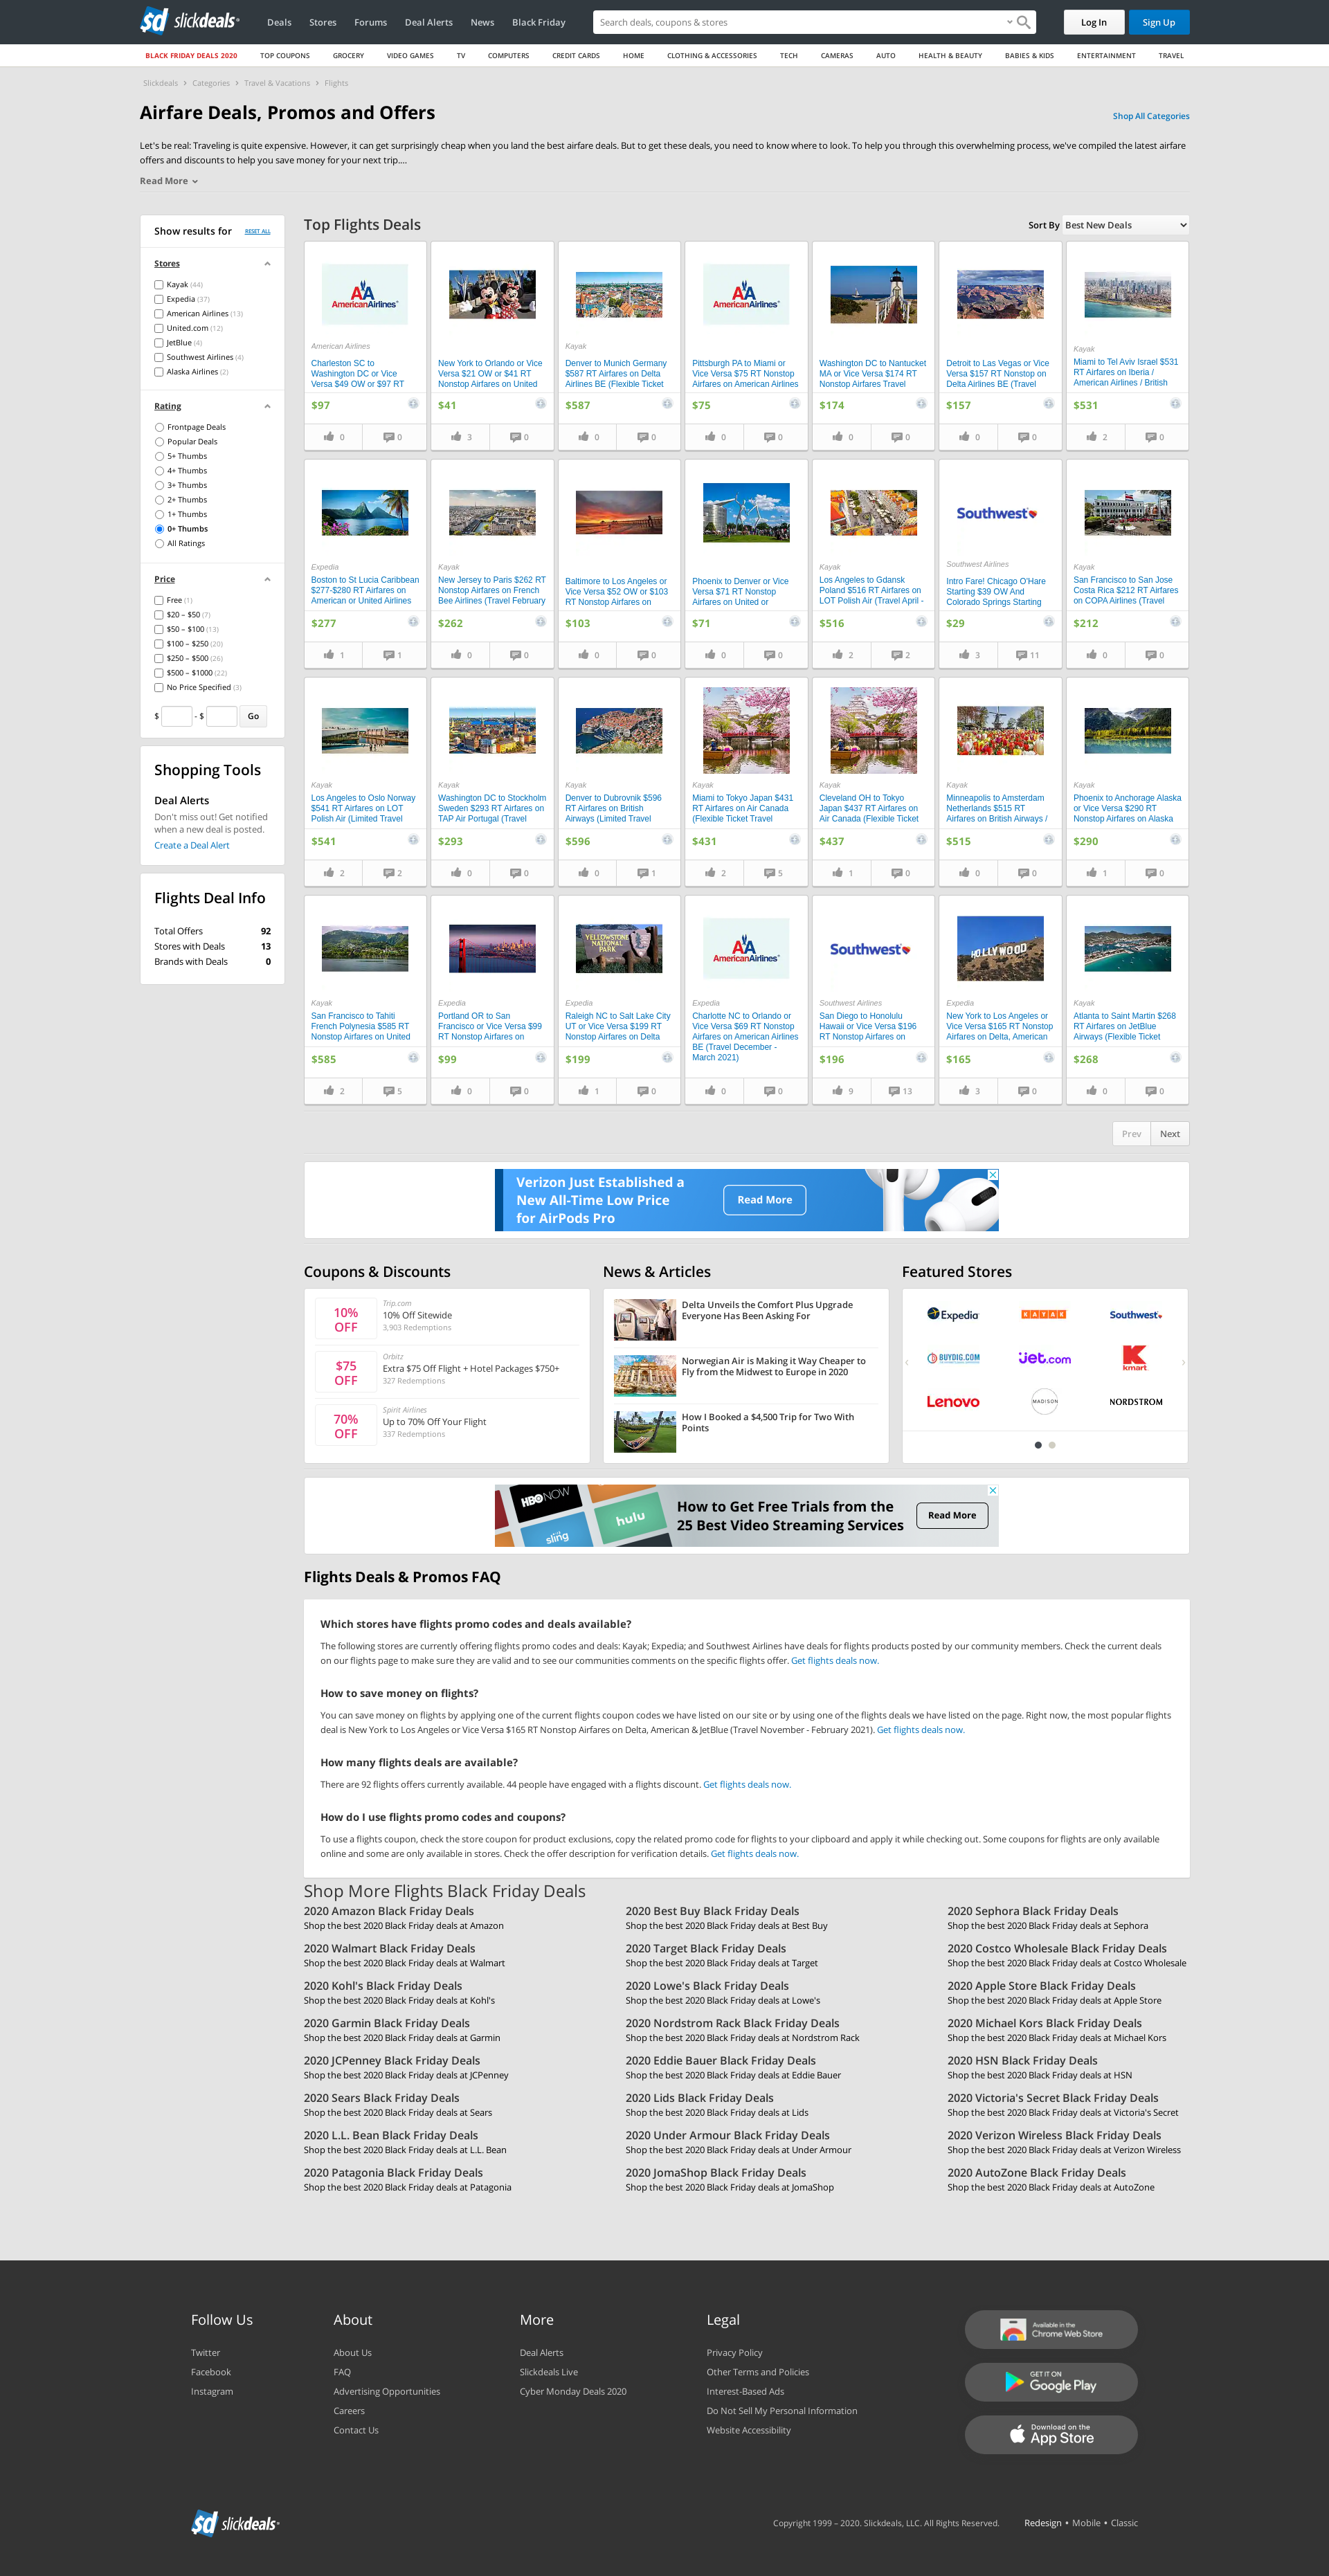 slickdeals
Deals
Stores
Forums
Deal Alerts
News
Black Friday
Search deals, coupons & stores
Log In
Sign Up
BLACK FRIDAY DEALS 2020
TOP COUPONS
GROCERY
VIDEO GAMES
TV
COMPUTERS
CREDIT CARDS
HOME
CLOTHING & ACCESSORIES
TECH
CAMERAS
AUTO
HEALTH & BEAUTY
BABIES & KIDS
ENTERTAINMENT
TRAVEL
Slickdeals > Categories > Travel & Vacations > Flights
Airfare Deals, Promos and Offers
Shop All Categories
Let's be real: Traveling is quite expensive. However, it can get surprisingly cheap when you land the best airfare deals. But to get these deals, you need to know where to look. To help you through this overwhelming process, we've compiled the latest airfare
offers and discounts to help you save money for your next trip....
Read More
Show results for RESET ALL
Stores
Kayak (44)
Expedia (37)
American Airlines (13)
United.com (12)
JetBlue (4)
Southwest Airlines (4)
Alaska Airlines (2)
Rating
Frontpage Deals
Popular Deals
5+ Thumbs
4+ Thumbs
3+ Thumbs
2+ Thumbs
1+ Thumbs
0+ Thumbs
All Ratings
Price
Free (1)
$20 – $50 (7)
$50 – $100 (13)
$100 – $250 (20)
$250 – $500 (26)
$500 – $1000 (22)
No Price Specified (3)
$ - $ Go
Shopping Tools
Deal Alerts
Don't miss out! Get notified
when a new deal is posted.
Create a Deal Alert
Flights Deal Info
Total Offers 92
Stores with Deals 13
Brands with Deals 0
Top Flights Deals
Sort By Best New Deals
AmericanAirlines
American Airlines
Charleston SC to
Washington DC or Vice
Versa $49 OW or $97 RT
$97
0 0
New York to Orlando or Vice
Versa $21 OW or $41 RT
Nonstop Airfares on United
$41
3 0
Kayak
Denver to Munich Germany
$587 RT Airfares on Delta
Airlines BE (Flexible Ticket
$587
0 0
AmericanAirlines
Pittsburgh PA to Miami or
Vice Versa $75 RT Nonstop
Airfares on American Airlines
$75
0 0
Washington DC to Nantucket
MA or Vice Versa $174 RT
Nonstop Airfares Travel
$174
0 0
Detroit to Las Vegas or Vice
Versa $157 RT Nonstop on
Delta Airlines BE (Travel
$157
0 0
Kayak
Miami to Tel Aviv Israel $531
RT Airfares on Iberia /
American Airlines / British
$531
2 0
Expedia
Boston to St Lucia Caribbean
$277-$280 RT Airfares on
American or United Airlines
$277
1 1
Kayak
New Jersey to Paris $262 RT
Nonstop Airfares on French
Bee Airlines (Travel February
$262
0 0
Baltimore to Los Angeles or
Vice Versa $52 OW or $103
RT Nonstop Airfares on
$103
0 0
Phoenix to Denver or Vice
Versa $71 RT Nonstop
Airfares on United or
$71
0 0
Kayak
Los Angeles to Gdansk
Poland $516 RT Airfares on
LOT Polish Air (Travel April -
$516
2 2
Southwest
Southwest Airlines
Intro Fare! Chicago O'Hare
Starting $39 OW And
Colorado Springs Starting
$29
3 11
Kayak
San Francisco to San Jose
Costa Rica $212 RT Airfares
on COPA Airlines (Travel
$212
0 0
Kayak
Los Angeles to Oslo Norway
$541 RT Airfares on LOT
Polish Air (Limited Travel
$541
2 2
Kayak
Washington DC to Stockholm
Sweden $293 RT Airfares on
TAP Air Portugal (Travel
$293
0 0
Kayak
Denver to Dubrovnik $596
RT Airfares on British
Airways (Limited Travel
$596
0 1
Kayak
Miami to Tokyo Japan $431
RT Airfares on Air Canada
(Flexible Ticket Travel
$431
2 5
Kayak
Cleveland OH to Tokyo
Japan $437 RT Airfares on
Air Canada (Flexible Ticket
$437
1 0
Kayak
Minneapolis to Amsterdam
Netherlands $515 RT
Airfares on British Airways /
$515
0 0
Kayak
Phoenix to Anchorage Alaska
or Vice Versa $290 RT
Nonstop Airfares on Alaska
$290
1 0
Kayak
San Francisco to Tahiti
French Polynesia $585 RT
Nonstop Airfares on United
$585
2 5
Expedia
Portland OR to San
Francisco or Vice Versa $99
RT Nonstop Airfares on
$99
0 0
YELLOWSTONE
NATIONAL
PARK
Expedia
Raleigh NC to Salt Lake City
UT or Vice Versa $199 RT
Nonstop Airfares on Delta
$199
1 0
AmericanAirlines
Expedia
Charlotte NC to Orlando or
Vice Versa $69 RT Nonstop
Airfares on American Airlines
BE (Travel December -
March 2021)
0 0
Southwest
Southwest Airlines
San Diego to Honolulu
Hawaii or Vice Versa $196
RT Nonstop Airfares on
$196
9 13
HOLLYWOOD
Expedia
New York to Los Angeles or
Vice Versa $165 RT Nonstop
Airfares on Delta, American
$165
3 0
Kayak
Atlanta to Saint Martin $268
RT Airfares on JetBlue
Airways (Flexible Ticket
$268
0 0
Prev Next
Verizon Just Established a
New All-Time Low Price
for AirPods Pro
Read More
Coupons & Discounts
10%
OFF
Trip.com
10% Off Sitewide
3,903 Redemptions
$75
OFF
Orbitz
Extra $75 Off Flight + Hotel Packages $750+
327 Redemptions
70%
OFF
Spirit Airlines
Up to 70% Off Your Flight
337 Redemptions
News & Articles
Delta Unveils the Comfort Plus Upgrade
Everyone Has Been Asking For
Norwegian Air is Making it Way Cheaper to
Fly from the Midwest to Europe in 2020
How I Booked a $4,500 Trip for Two With
Points
Featured Stores
Expedia
KAYAK
Southwest
BUYDIG.COM
jet.com
kmart
Lenovo
MADISON
NORDSTROM
HBO NOW
hulu
sling
How to Get Free Trials from the
25 Best Video Streaming Services
Read More
Flights Deals & Promos FAQ
Which stores have flights promo codes and deals available?
The following stores are currently offering flights promo codes and deals: Kayak; Expedia; and Southwest Airlines have deals for flights products posted by our community members. Check the current deals
on our flights page to make sure they are valid and to see our communities comments on the specific flights offer. Get flights deals now.
How to save money on flights?
You can save money on flights by applying one of the current flights coupon codes we have listed on our site or by using one of the flights deals we have listed on the page. Right now, the most popular flights
deal is New York to Los Angeles or Vice Versa $165 RT Nonstop Airfares on Delta, American & JetBlue (Travel November - February 2021). Get flights deals now.
How many flights deals are available?
There are 92 flights offers currently available. 44 people have engaged with a flights discount. Get flights deals now.
How do I use flights promo codes and coupons?
To use a flights coupon, check the store coupon for product exclusions, copy the related promo code for flights to your clipboard and apply it while checking out. Some coupons for flights are only available
online and some are only available in stores. Check the offer description for verification details. Get flights deals now.
Shop More Flights Black Friday Deals
2020 Amazon Black Friday Deals
Shop the best 2020 Black Friday deals at Amazon
2020 Best Buy Black Friday Deals
Shop the best 2020 Black Friday deals at Best Buy
2020 Sephora Black Friday Deals
Shop the best 2020 Black Friday deals at Sephora
2020 Walmart Black Friday Deals
Shop the best 2020 Black Friday deals at Walmart
2020 Target Black Friday Deals
Shop the best 2020 Black Friday deals at Target
2020 Costco Wholesale Black Friday Deals
Shop the best 2020 Black Friday deals at Costco Wholesale
2020 Kohl's Black Friday Deals
Shop the best 2020 Black Friday deals at Kohl's
2020 Lowe's Black Friday Deals
Shop the best 2020 Black Friday deals at Lowe's
2020 Apple Store Black Friday Deals
Shop the best 2020 Black Friday deals at Apple Store
2020 Garmin Black Friday Deals
Shop the best 2020 Black Friday deals at Garmin
2020 Nordstrom Rack Black Friday Deals
Shop the best 2020 Black Friday deals at Nordstrom Rack
2020 Michael Kors Black Friday Deals
Shop the best 2020 Black Friday deals at Michael Kors
2020 JCPenney Black Friday Deals
Shop the best 2020 Black Friday deals at JCPenney
2020 Eddie Bauer Black Friday Deals
Shop the best 2020 Black Friday deals at Eddie Bauer
2020 HSN Black Friday Deals
Shop the best 2020 Black Friday deals at HSN
2020 Sears Black Friday Deals
Shop the best 2020 Black Friday deals at Sears
2020 Lids Black Friday Deals
Shop the best 2020 Black Friday deals at Lids
2020 Victoria's Secret Black Friday Deals
Shop the best 2020 Black Friday deals at Victoria's Secret
2020 L.L. Bean Black Friday Deals
Shop the best 2020 Black Friday deals at L.L. Bean
2020 Under Armour Black Friday Deals
Shop the best 2020 Black Friday deals at Under Armour
2020 Verizon Wireless Black Friday Deals
Shop the best 2020 Black Friday deals at Verizon Wireless
2020 Patagonia Black Friday Deals
Shop the best 2020 Black Friday deals at Patagonia
2020 JomaShop Black Friday Deals
Shop the best 2020 Black Friday deals at JomaShop
2020 AutoZone Black Friday Deals
Shop the best 2020 Black Friday deals at AutoZone
Follow Us
Twitter
Facebook
Instagram
About
About Us
FAQ
Advertising Opportunities
Careers
Contact Us
More
Deal Alerts
Slickdeals Live
Cyber Monday Deals 2020
Legal
Privacy Policy
Other Terms and Policies
Interest-Based Ads
Do Not Sell My Personal Information
Website Accessibility
Available in the
Chrome Web Store
GET IT ON
Google Play
Download on the
App Store
slickdeals
Copyright 1999 – 2020. Slickdeals, LLC. All Rights Reserved.
Redesign • Mobile • Classic